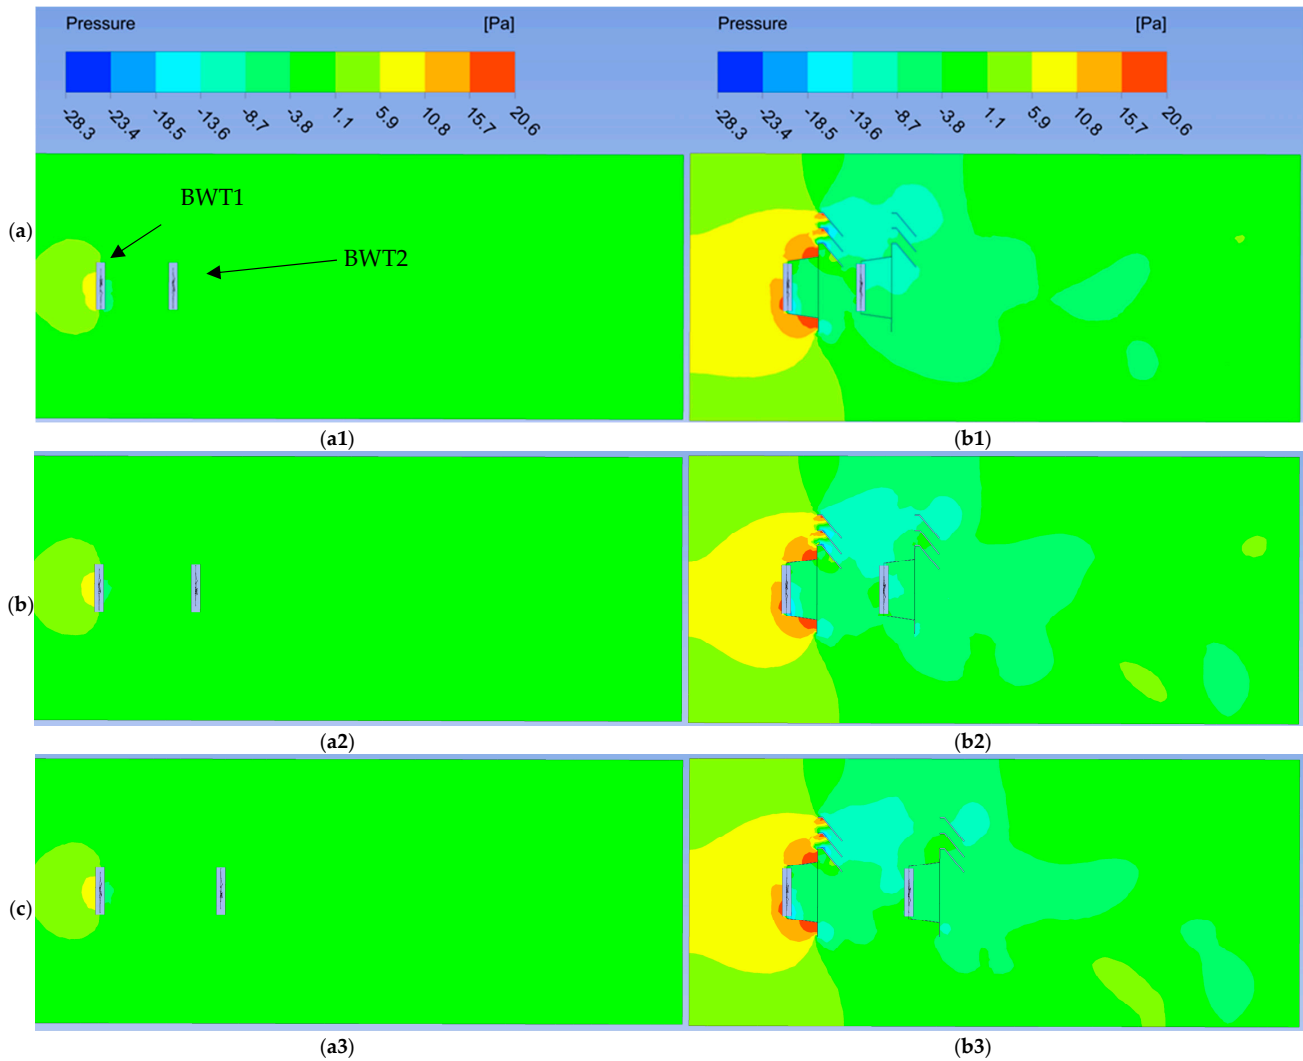 Pressure [Pa]
-28.3 -23.4 -18.5 -13.6 -8.7 -3.8 1.1 5.9 10.8 15.7 20.6
Pressure [Pa]
-28.3 -23.4 -18.5 -13.6 -8.7 -3.8 1.1 5.9 10.8 15.7 20.6
BWT1
(a)
BWT2
(a1) (b1)
(b)
(a2) (b2)
(c)
(a3) (b3)